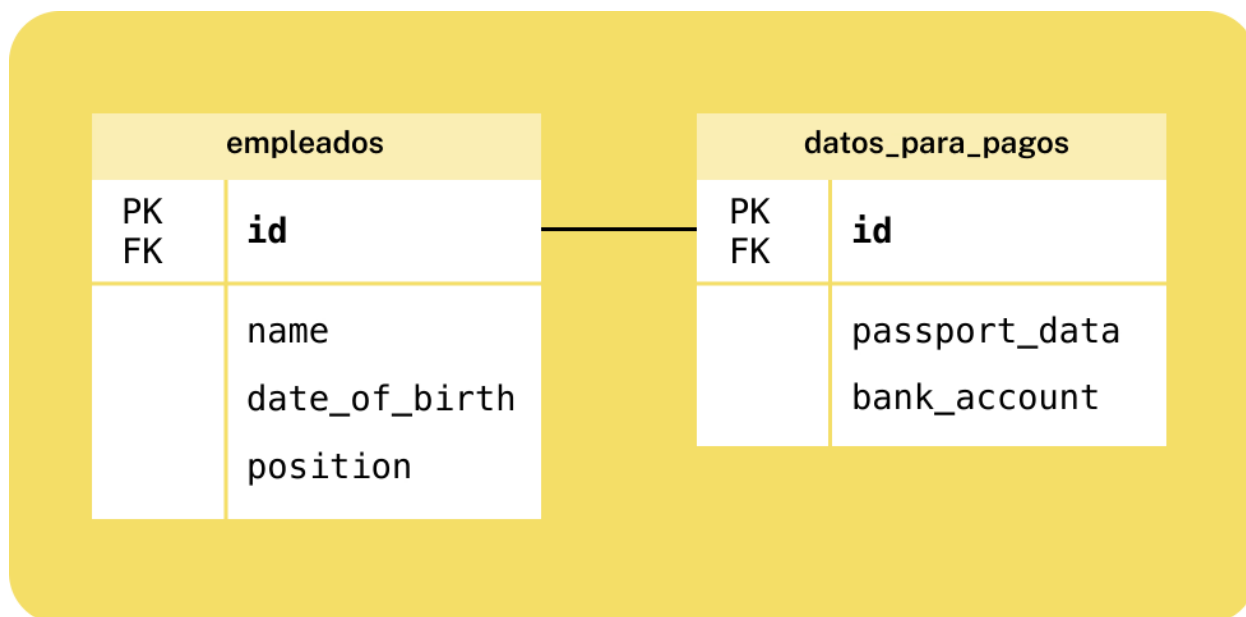 empleados
PK
FK
id
name
date_of_birth
position
datos_para_pagos
PK
FK
id
passport_data
bank_account